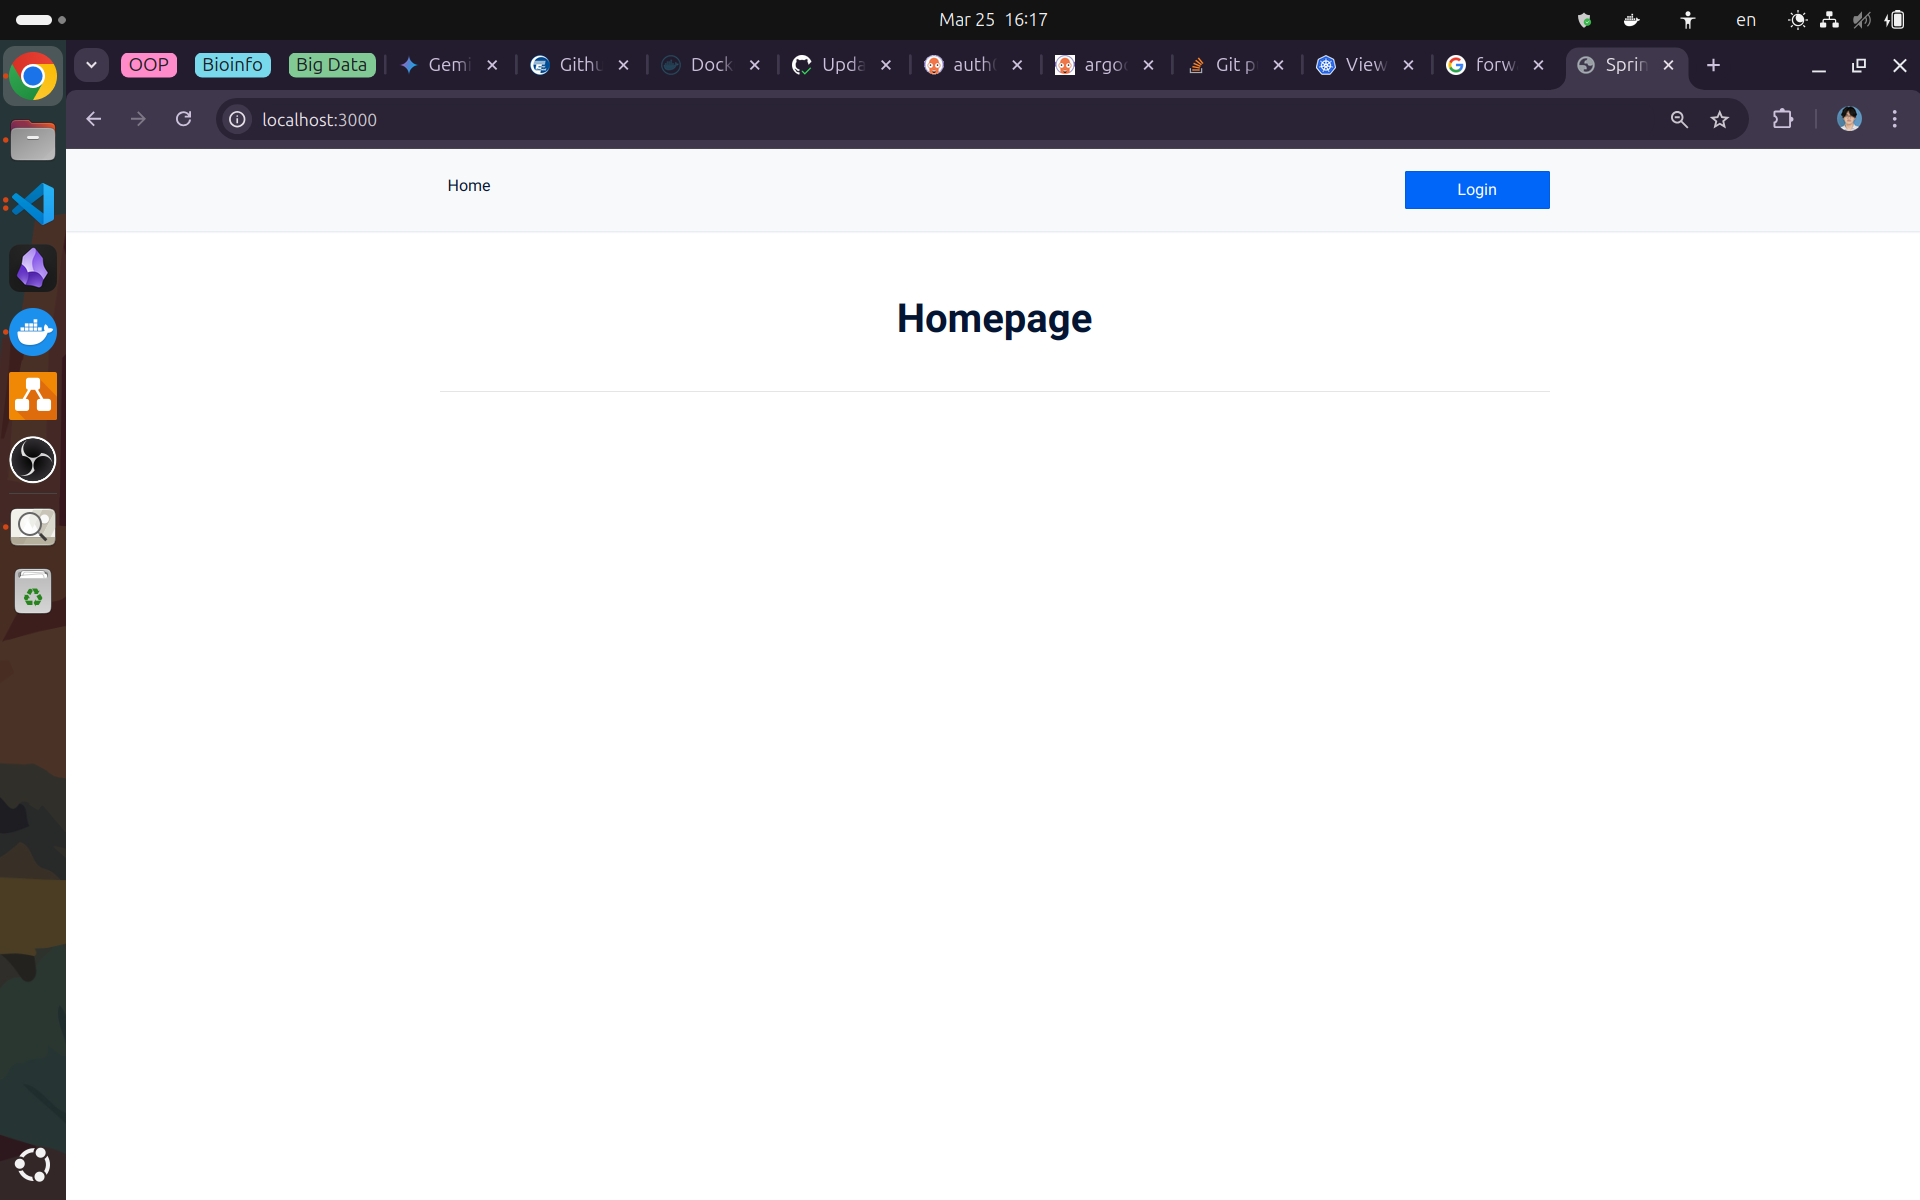 Mar 25 16:17
en
OOP
Bioinfo
Big Data
Gemi
Githu
Dock
Upda
auth
argo
Git p
View
forw
Sprin
localhost:3000
Home
Login
Homepage